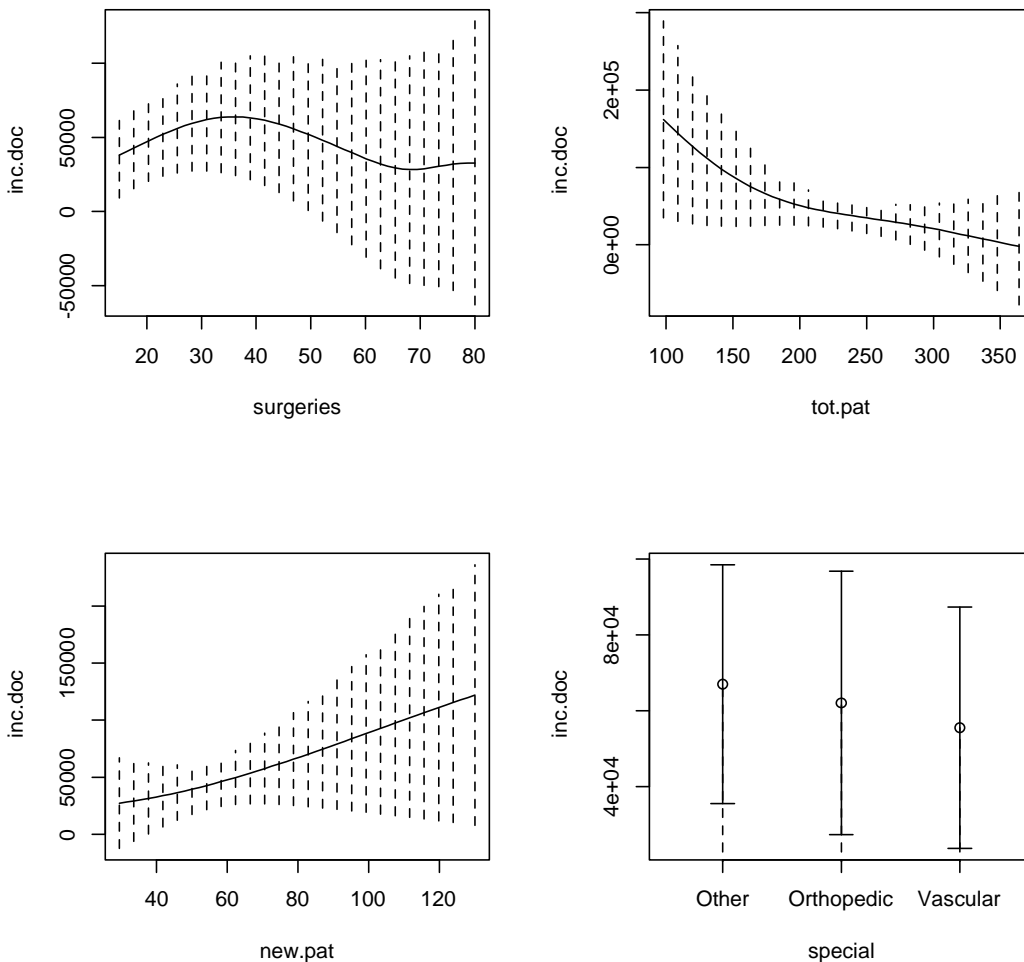 inc.doc
-50000
0
50000
20 30 40 50 60 70 80
surgeries
inc.doc
0e+00
2e+05
100 150 200 250 300 350
tot.pat
inc.doc
0
50000
150000
40 60 80 100 120
new.pat
inc.doc
4e+04
8e+04
Other Orthopedic Vascular
special